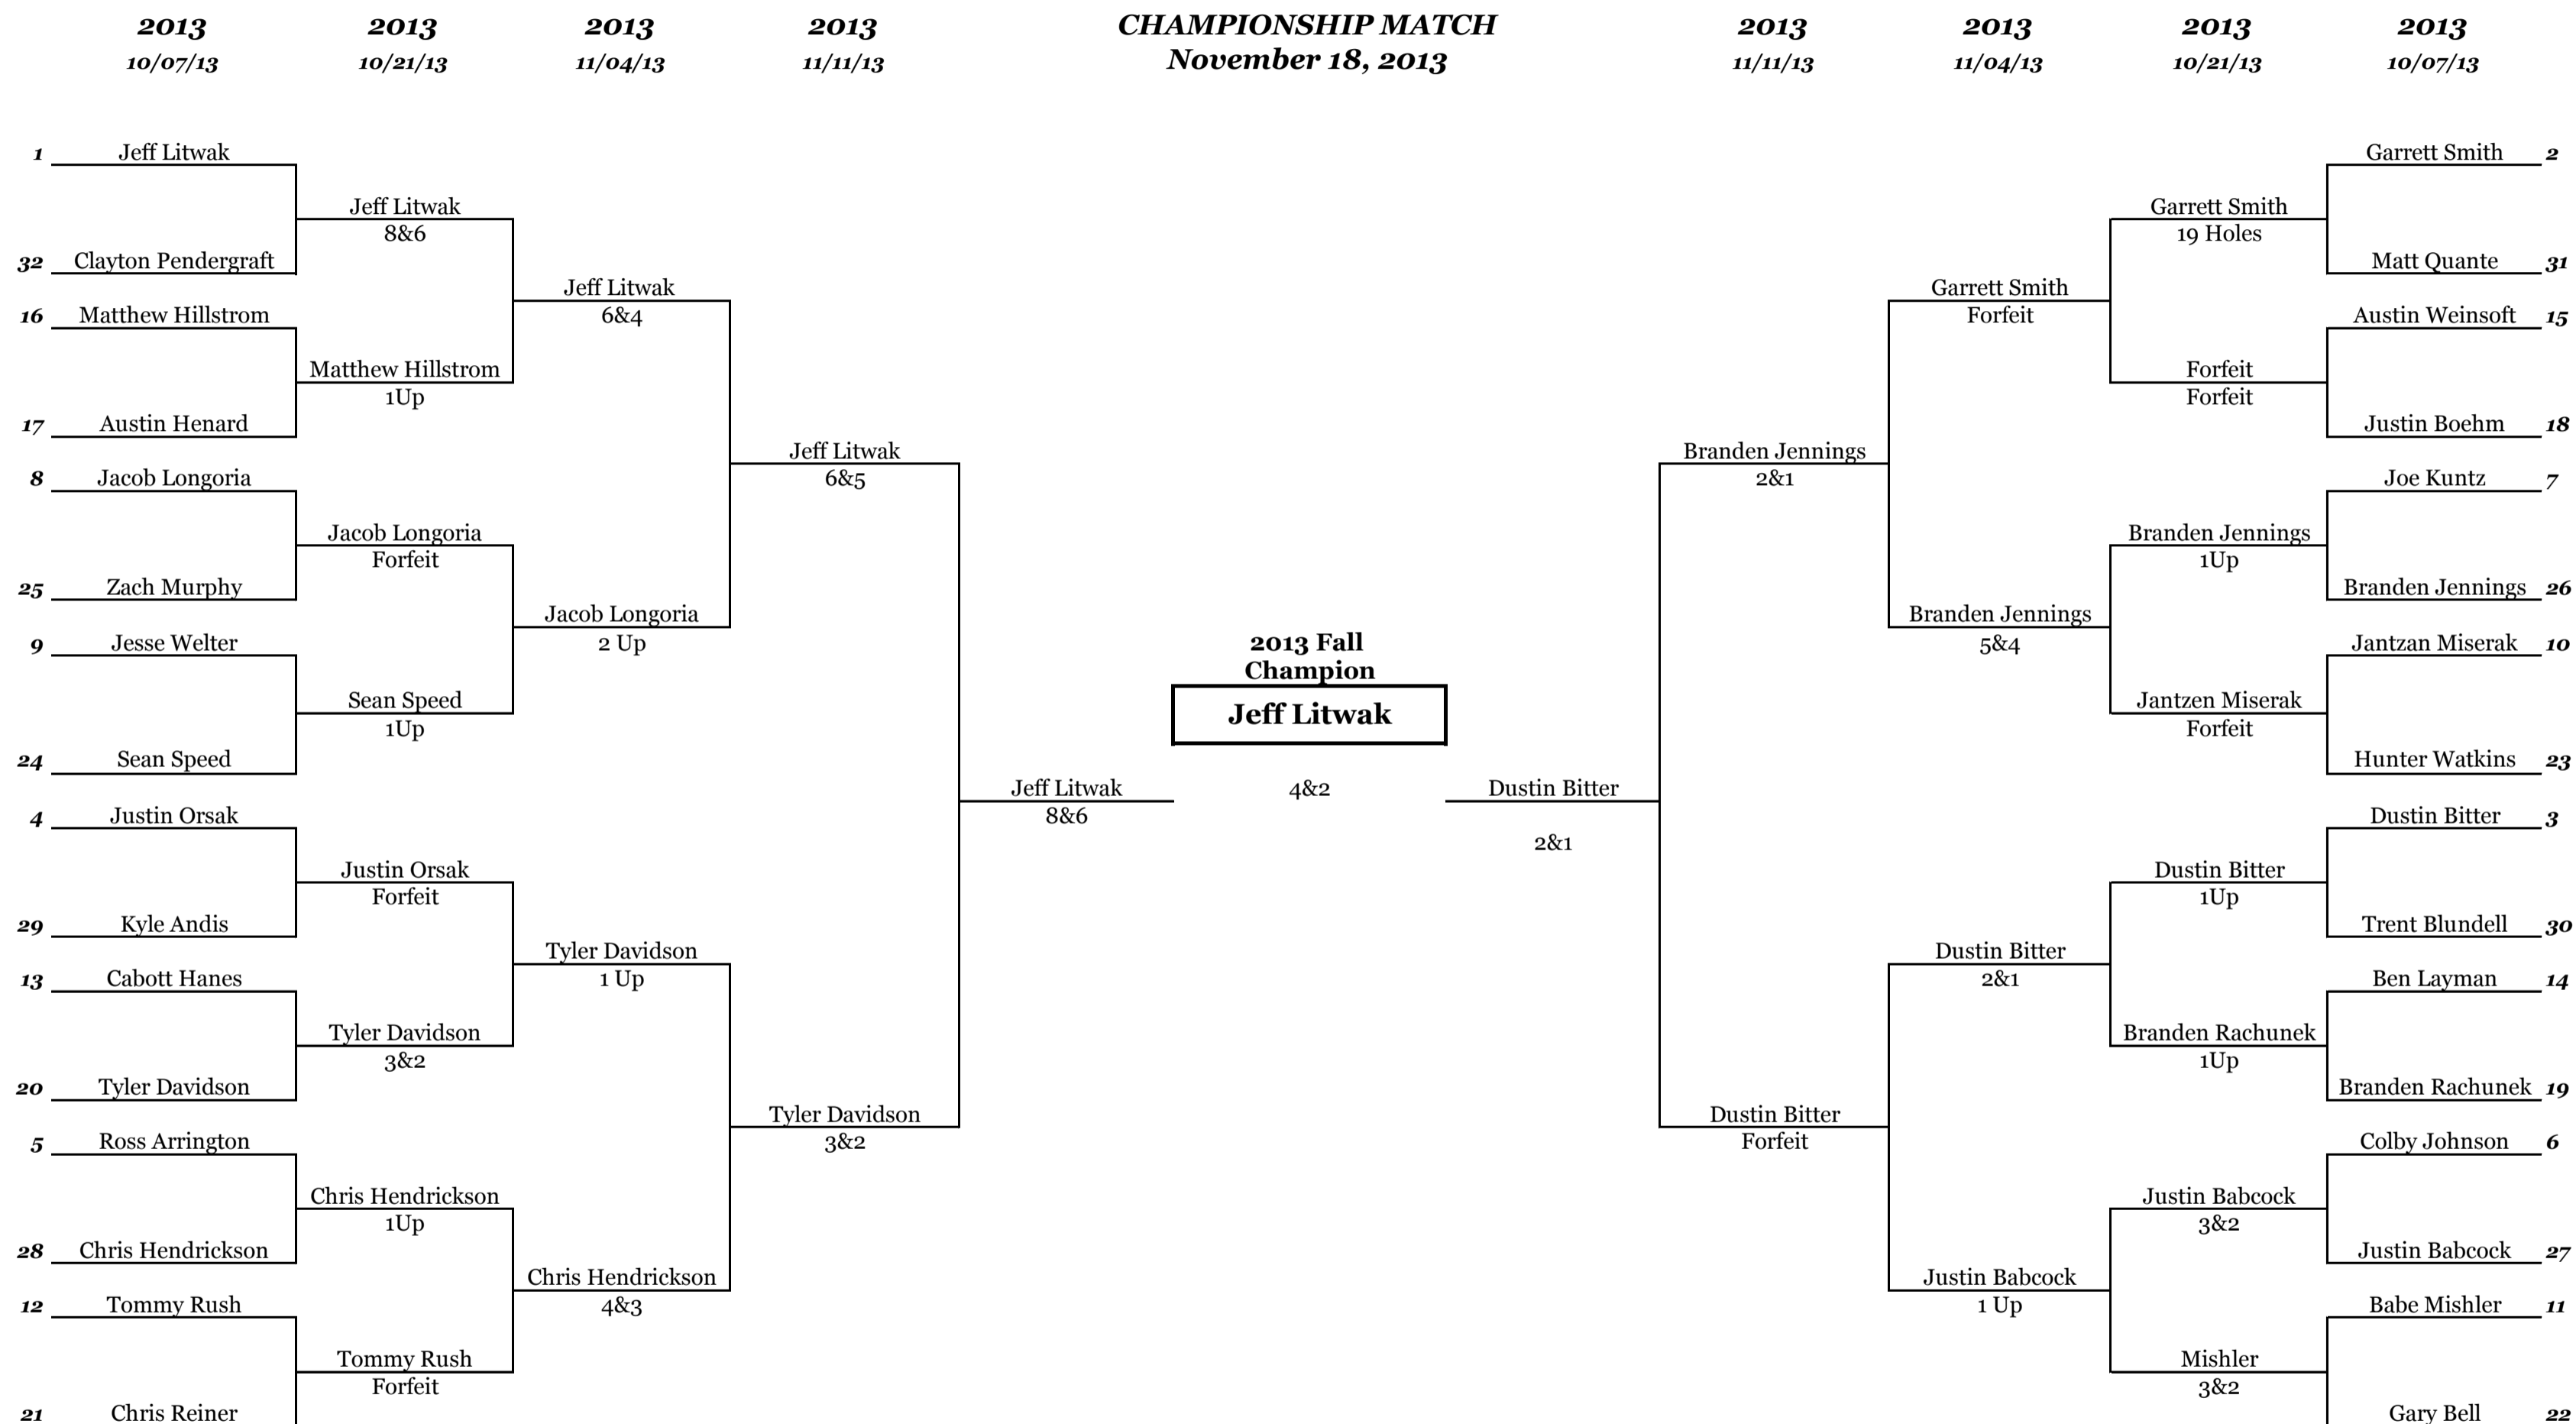 2013 2013 2013 2013 CHAMPIONSHIP MATCH 2013 2013 2013 2013
10/07/13 10/21/13 11/04/13 11/11/13 November 18, 2013 11/11/13 11/04/13 10/21/13 10/07/13
1 Jeff Litwak Garrett Smith 2
Jeff Litwak Garrett Smith
8&6 19 Holes
32 Clayton Pendergraft Matt Quante 31
Jeff Litwak Garrett Smith
16 Matthew Hillstrom 6&4 Forfeit Austin Weinsoft 15
Matthew Hillstrom Forfeit
1Up Forfeit
17 Austin Henard Justin Boehm 18
Jeff Litwak Branden Jennings
8 Jacob Longoria 6&5 2&1 Joe Kuntz 7
Jacob Longoria Branden Jennings
Forfeit 1Up
25 Zach Murphy Branden Jennings 26
Jacob Longoria Branden Jennings
9 Jesse Welter 2 Up 2013 Fall 5&4 Jantzan Miserak 10
Champion
Sean Speed Jantzen Miserak
Jeff Litwak
1Up Forfeit
24 Sean Speed Hunter Watkins 23
Jeff Litwak 4&2 Dustin Bitter
4 Justin Orsak 8&6 Dustin Bitter 3
2&1
Justin Orsak Dustin Bitter
Forfeit 1Up
29 Kyle Andis Trent Blundell 30
Tyler Davidson Dustin Bitter
13 Cabott Hanes 1 Up 2&1 Ben Layman 14
Tyler Davidson Branden Rachunek
3&2 1Up
20 Tyler Davidson Branden Rachunek 19
Tyler Davidson Dustin Bitter
5 Ross Arrington 3&2 Forfeit Colby Johnson 6
Chris Hendrickson Justin Babcock
1Up 3&2
28 Chris Hendrickson Justin Babcock 27
Chris Hendrickson Justin Babcock
12 Tommy Rush 4&3 1 Up Babe Mishler 11
Tommy Rush Mishler
Forfeit 3&2
21 Chris Reiner Gary Bell 22